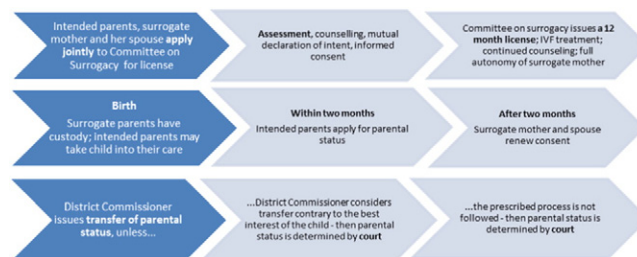 Intended parents, surrogate
mother and her spouse apply
jointly to Committee on
Surrogacy for license
Assessment, counselling, mutual
declaration of intent, informed
consent
Committee on surrogacy issues a 12
month license; IVF treatment;
continued counseling; full
autonomy of surrogate mother
Birth
Surrogate parents have
custody; Intended parents may
take child into their care
Within two months
Intended parents apply for parental
status
After two months
Surrogate mother and spouse
renew consent
District Commissioner
issues transfer of parental
status, unless...
...District Commissioner considers
transfer contrary to the best
interest of the child - then parental
status is determined by court
...the prescribed process is not
followed - then parental status is
determined by court